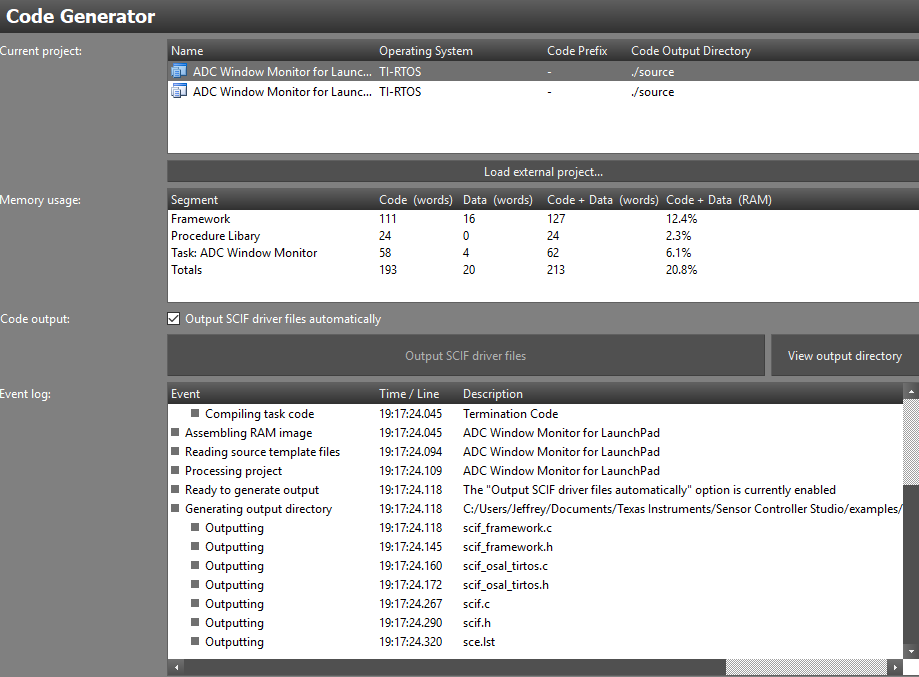 Code Generator
Current project:
Name Operating System Code Prefix Code Output Directory
ADC Window Monitor for Launc... TI-RTOS - ./source
ADC Window Monitor for Launc... TI-RTOS - ./source
Load external project...
Memory usage:
Segment Code (words) Data (words) Code + Data (words) Code + Data (RAM)
Framework 111 16 127 12.4%
Procedure Libary 24 0 24 2.3%
Task: ADC Window Monitor 58 4 62 6.1%
Totals 193 20 213 20.8%
Code output:
Output SCIF driver files automatically
Output SCIF driver files View output directory
Event log:
Event Time / Line Description
Compiling task code 19:17:24.045 Termination Code
Assembling RAM image 19:17:24.045 ADC Window Monitor for LaunchPad
Reading source template files 19:17:24.094 ADC Window Monitor for LaunchPad
Processing project 19:17:24.109 ADC Window Monitor for LaunchPad
Ready to generate output 19:17:24.118 The "Output SCIF driver files automatically" option is currently enabled
Generating output directory 19:17:24.118 C:/Users/Jeffrey/Documents/Texas Instruments/Sensor Controller Studio/examples/
Outputting 19:17:24.118 scif_framework.c
Outputting 19:17:24.145 scif_framework.h
Outputting 19:17:24.160 scif_osal_tirtos.c
Outputting 19:17:24.172 scif_osal_tirtos.h
Outputting 19:17:24.267 scif.c
Outputting 19:17:24.290 scif.h
Outputting 19:17:24.320 sce.lst